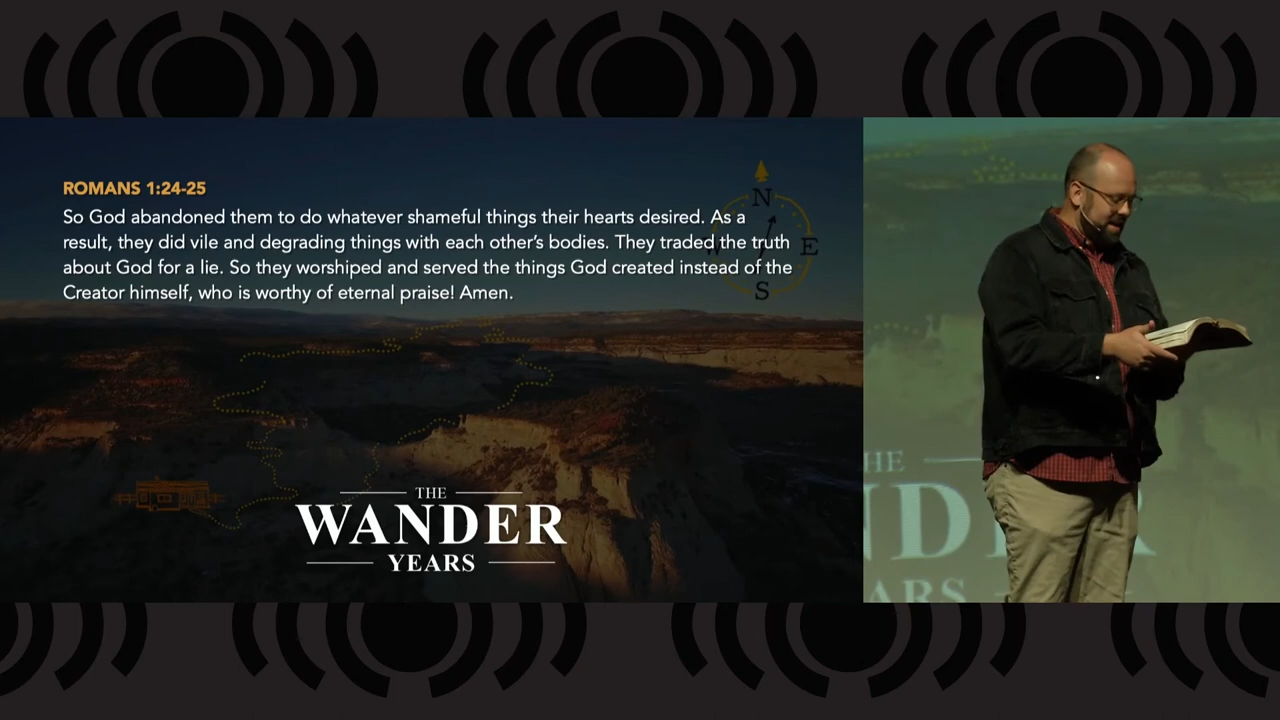 ROMANS 1:24-25
So God abandoned them to do whatever shameful things their hearts desired. As a
result, they did vile and degrading things with each other's bodies. They traded the truth
about God for a lie. So they worshiped and served the things God created instead of the
Creator himself, who is worthy of eternal praise! Amen.
N
W
E
S
THE
WANDER
YEARS
HE
NDER
ARS